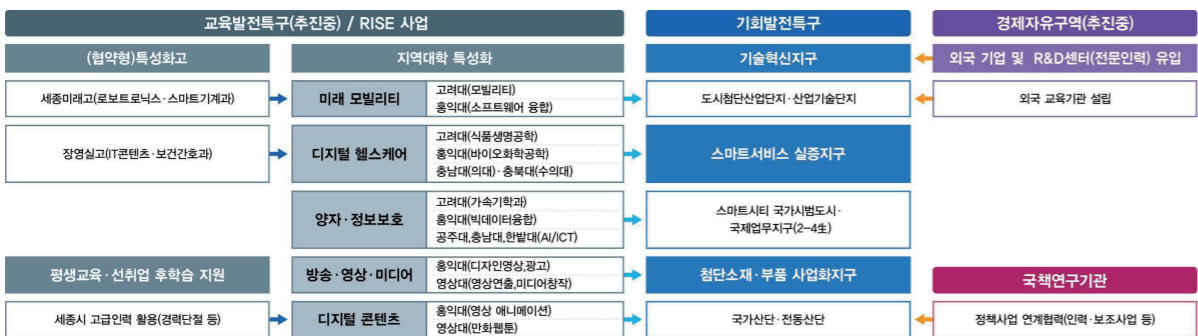 교육발전특구(추진중) / RISE 사업
기회발전특구
경제자유구역(추진중)
(협약형)특성화고
지역대학 특성화
기술혁신지구
외국 기업 및 R&D센터(전문인력) 유입
세종미래고(로보트로닉스·스마트기계과)
미래 모빌리티
고려대(모빌리티)
홍익대(소프트웨어 융합)
도시첨단산업단지·산업기술단지
외국 교육기관 설립
장영실고(IT콘텐츠·보건간호과)
디지털 헬스케어
고려대(식품생명공학)
홍익대(바이오화학공학)
충남대(의대)·충북대(수의대)
스마트서비스 실증지구
양자·정보보호
고려대(가속기학과)
홍익대(빅데이터융합)
공주대,충남대,한밭대(AI/ICT)
스마트시티 국가시범도시·
국제업무지구(2-4생)
평생교육·선취업 후학습 지원
방송·영상·미디어
홍익대(디자인영상,광고)
영상대(영상연출,미디어창작)
첨단소재·부품 사업화지구
국책연구기관
세종시 고급인력 활용(경력단절 등)
디지털 콘텐츠
홍익대(영상 애니메이션)
영상대(만화웹툰)
국가산단·전동산단
정책사업 연계협력(인력·보조사업 등)